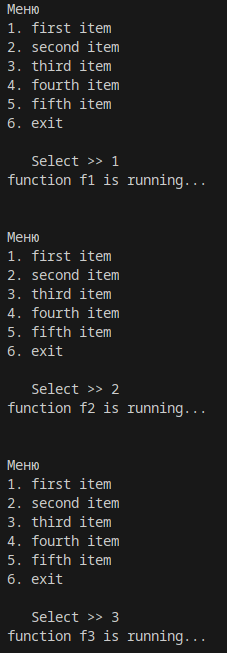 Меню
1. first item
2. second item
3. third item
4. fourth item
5. fifth item
6. exit
Select >> 1
function f1 is running...
Меню
1. first item
2. second item
3. third item
4. fourth item
5. fifth item
6. exit
Select >> 2
function f2 is running...
Меню
1. first item
2. second item
3. third item
4. fourth item
5. fifth item
6. exit
Select >> 3
function f3 is running...